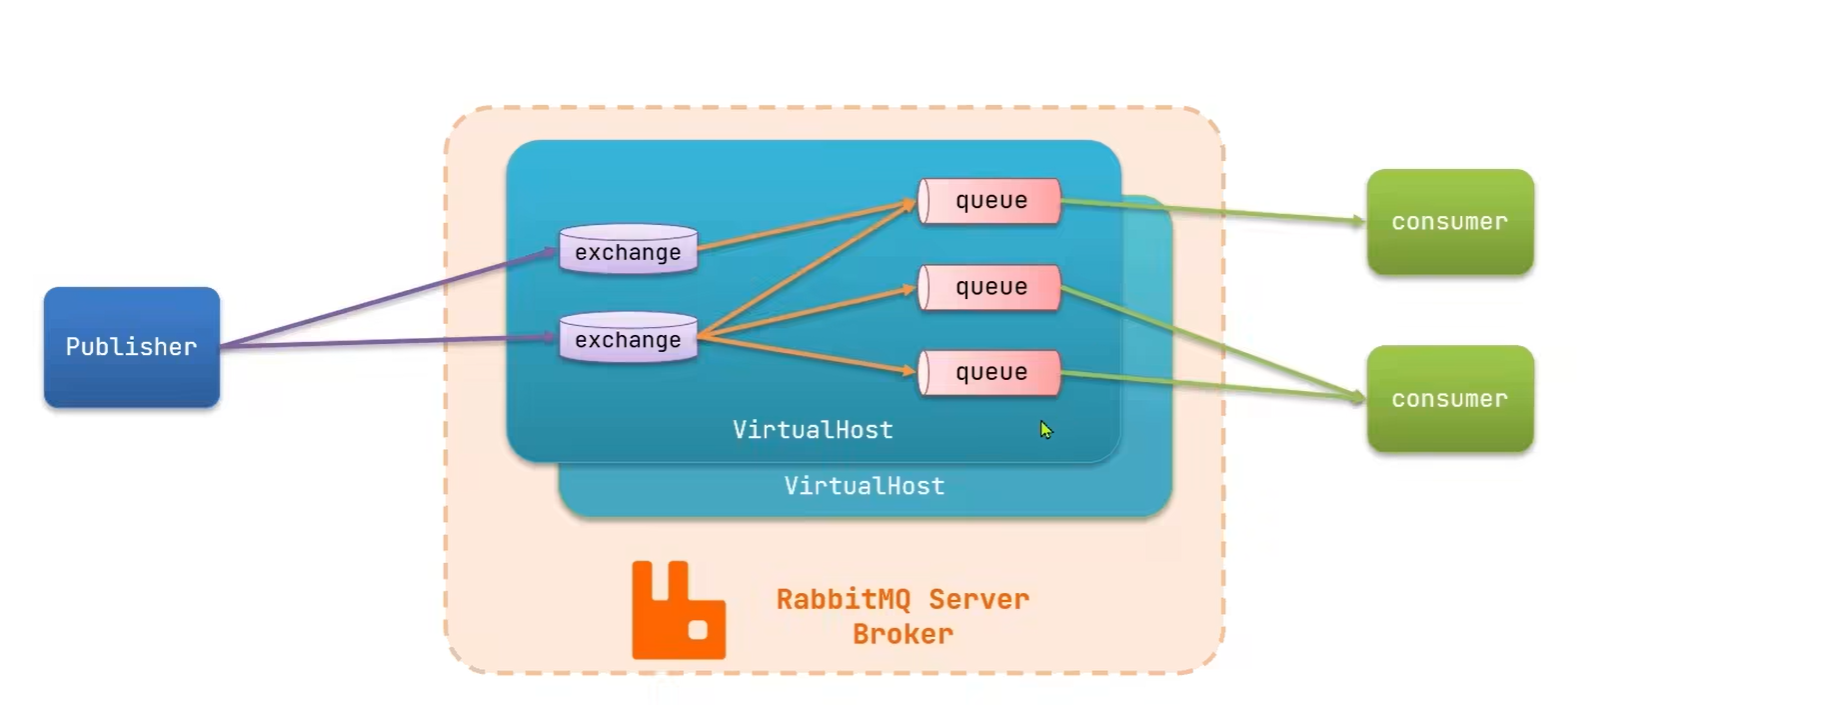 Publisher
exchange
exchange
queue
queue
queue
VirtualHost
VirtualHost
RabbitMQ Server
Broker
consumer
consumer